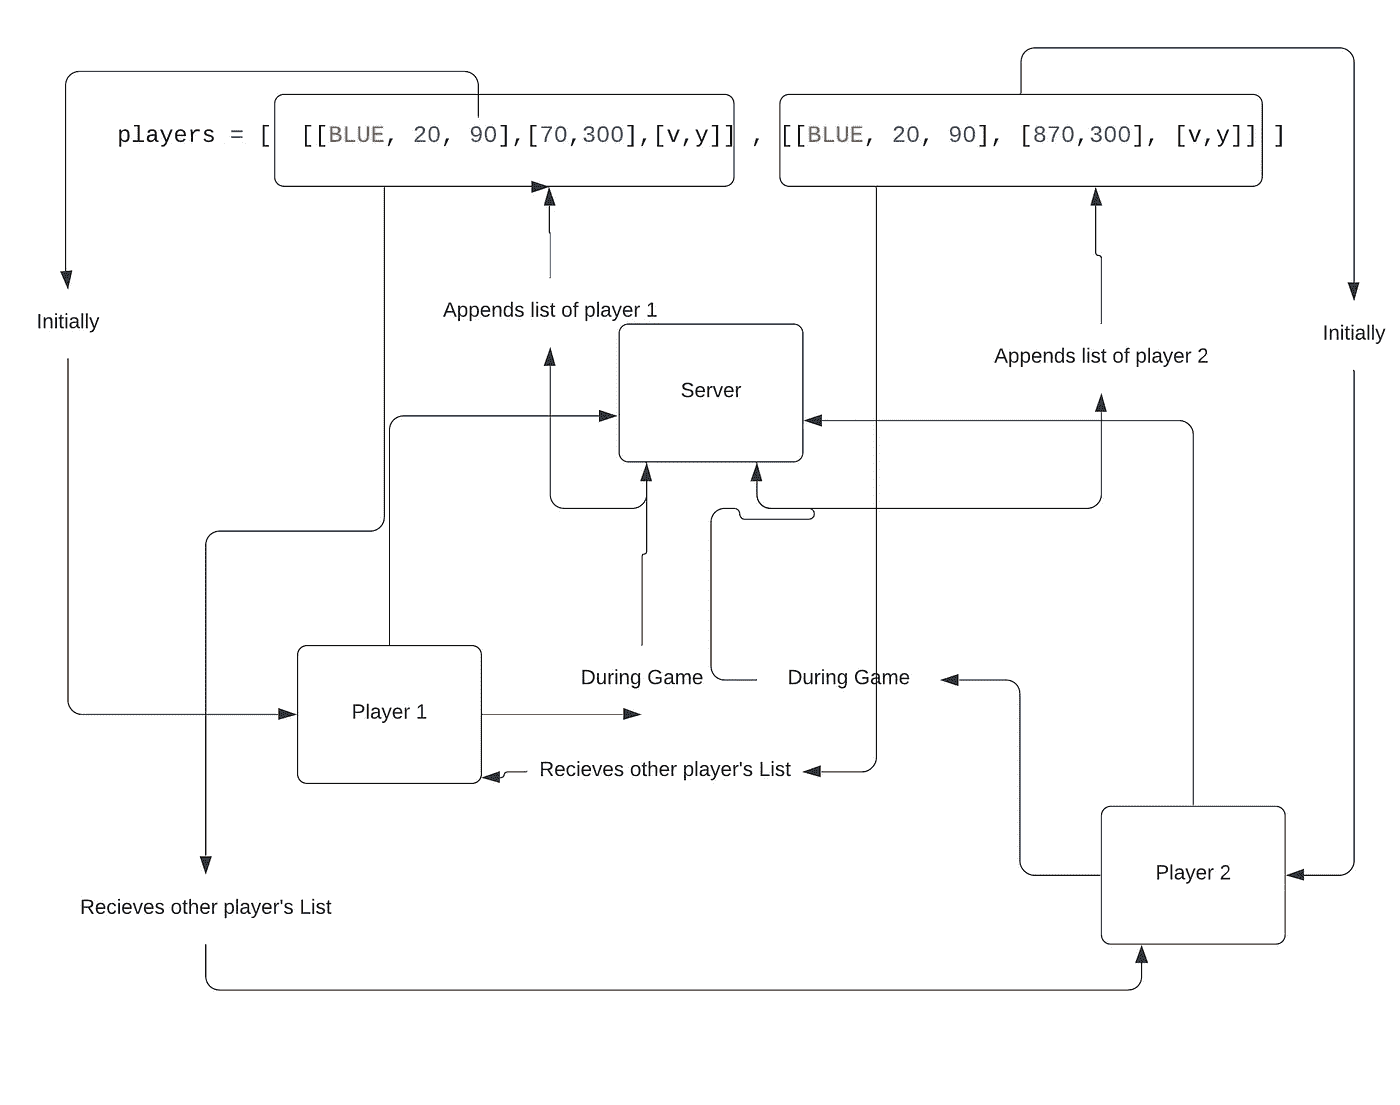 players = [ [[BLUE, 20, 90],[70,300],[v,y]] , [[BLUE, 20, 90], [870,300], [v,y]] ]
Initially
Appends list of player 1
Initially
Appends list of player 2
Server
During Game
During Game
Player 1
Recieves other player's List
Player 2
Recieves other player's List